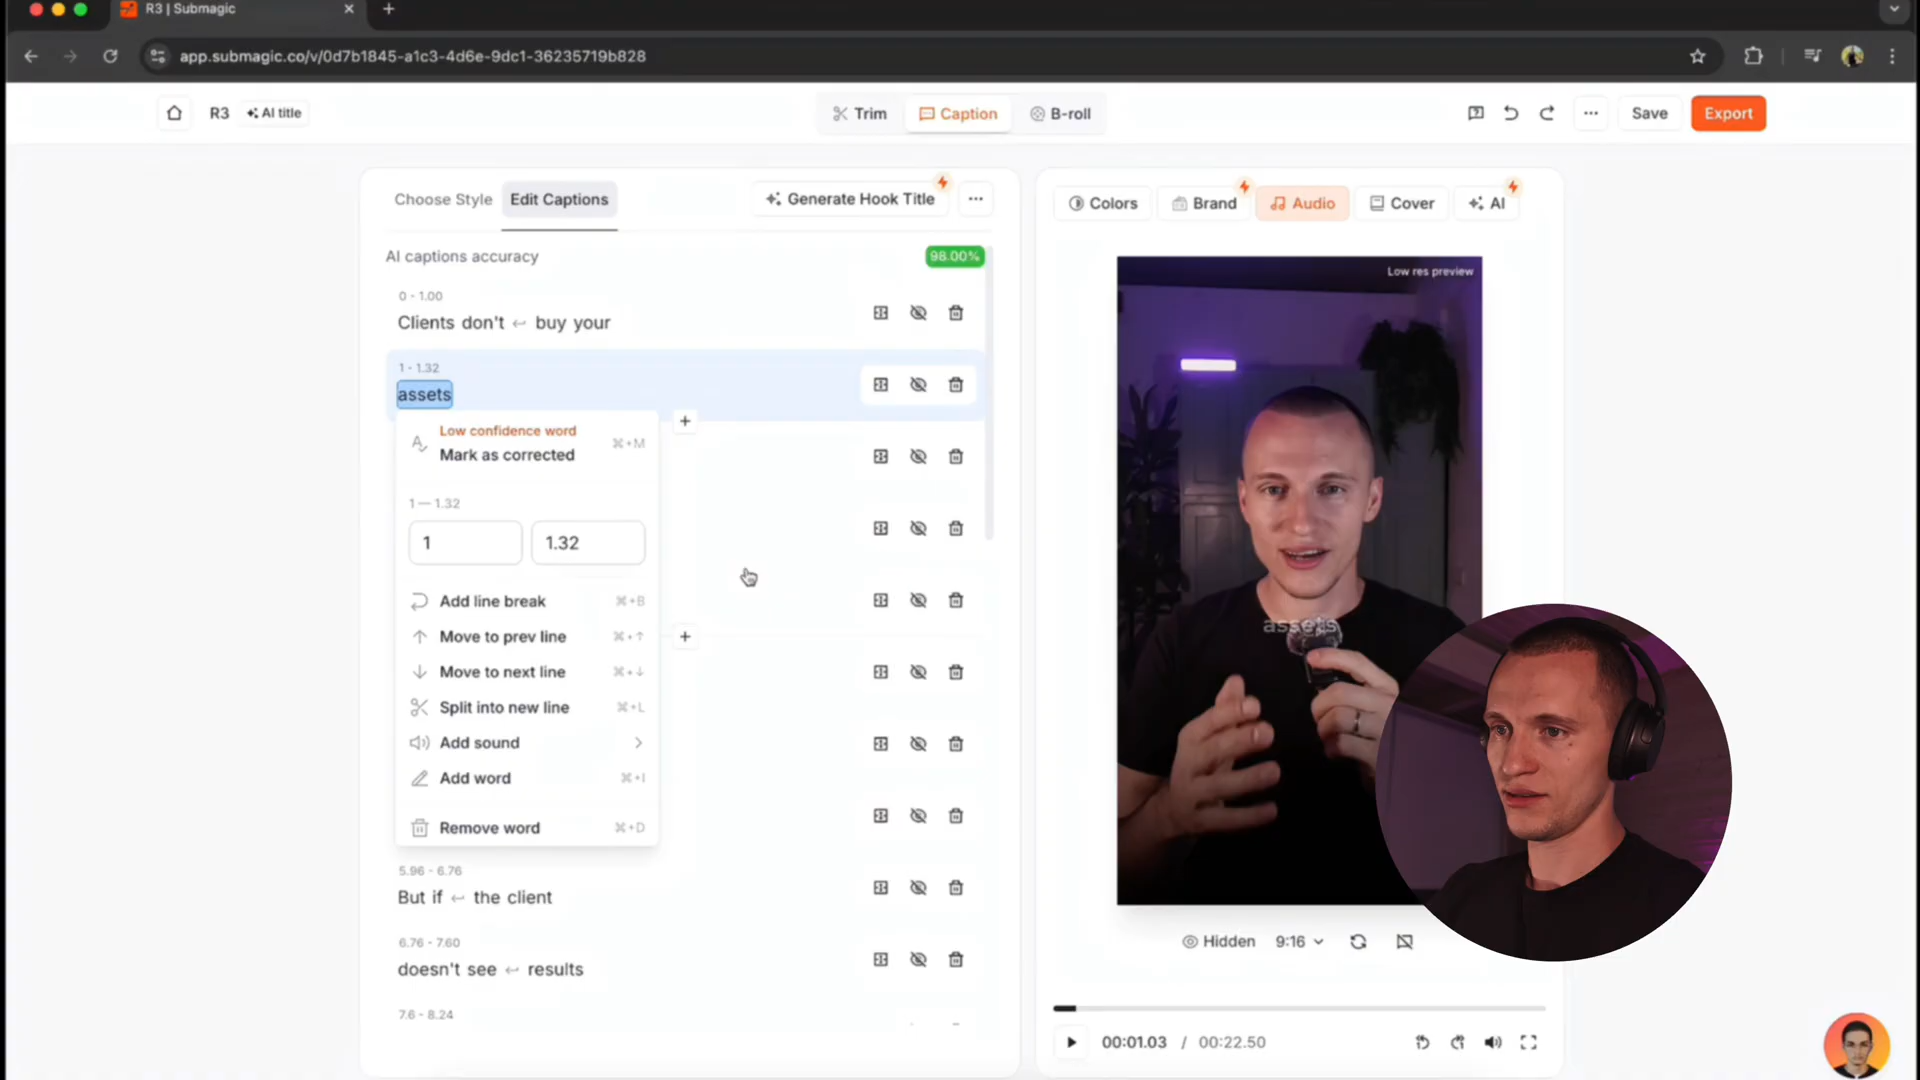 R3 | Submagic
app.submagic.co/v/0d7b1845-a1c3-4d6e-9dc1-36235719b828
R3
AI title
Trim
Caption
B-roll
Save
Export
Choose Style
Edit Captions
Generate Hook Title
Colors
Brand
Audio
Cover
AI
AI captions accuracy
98.00%
0 - 1.00
Clients don't ↩ buy your
1 - 1.32
assets
Low confidence word
Mark as corrected
⌘+M
1 — 1.32
1
1.32
Add line break ⌘+B
Move to prev line ⌘+↑
Move to next line ⌘+↓
Split into new line ⌘+L
Add sound
Add word ⌘+I
Remove word ⌘+D
5.96 - 6.76
But if ↩ the client
6.76 - 7.60
doesn't see ↩ results
7.6 - 8.24
Low res preview
assets
Hidden
9:16
00:01.03 / 00:22.50